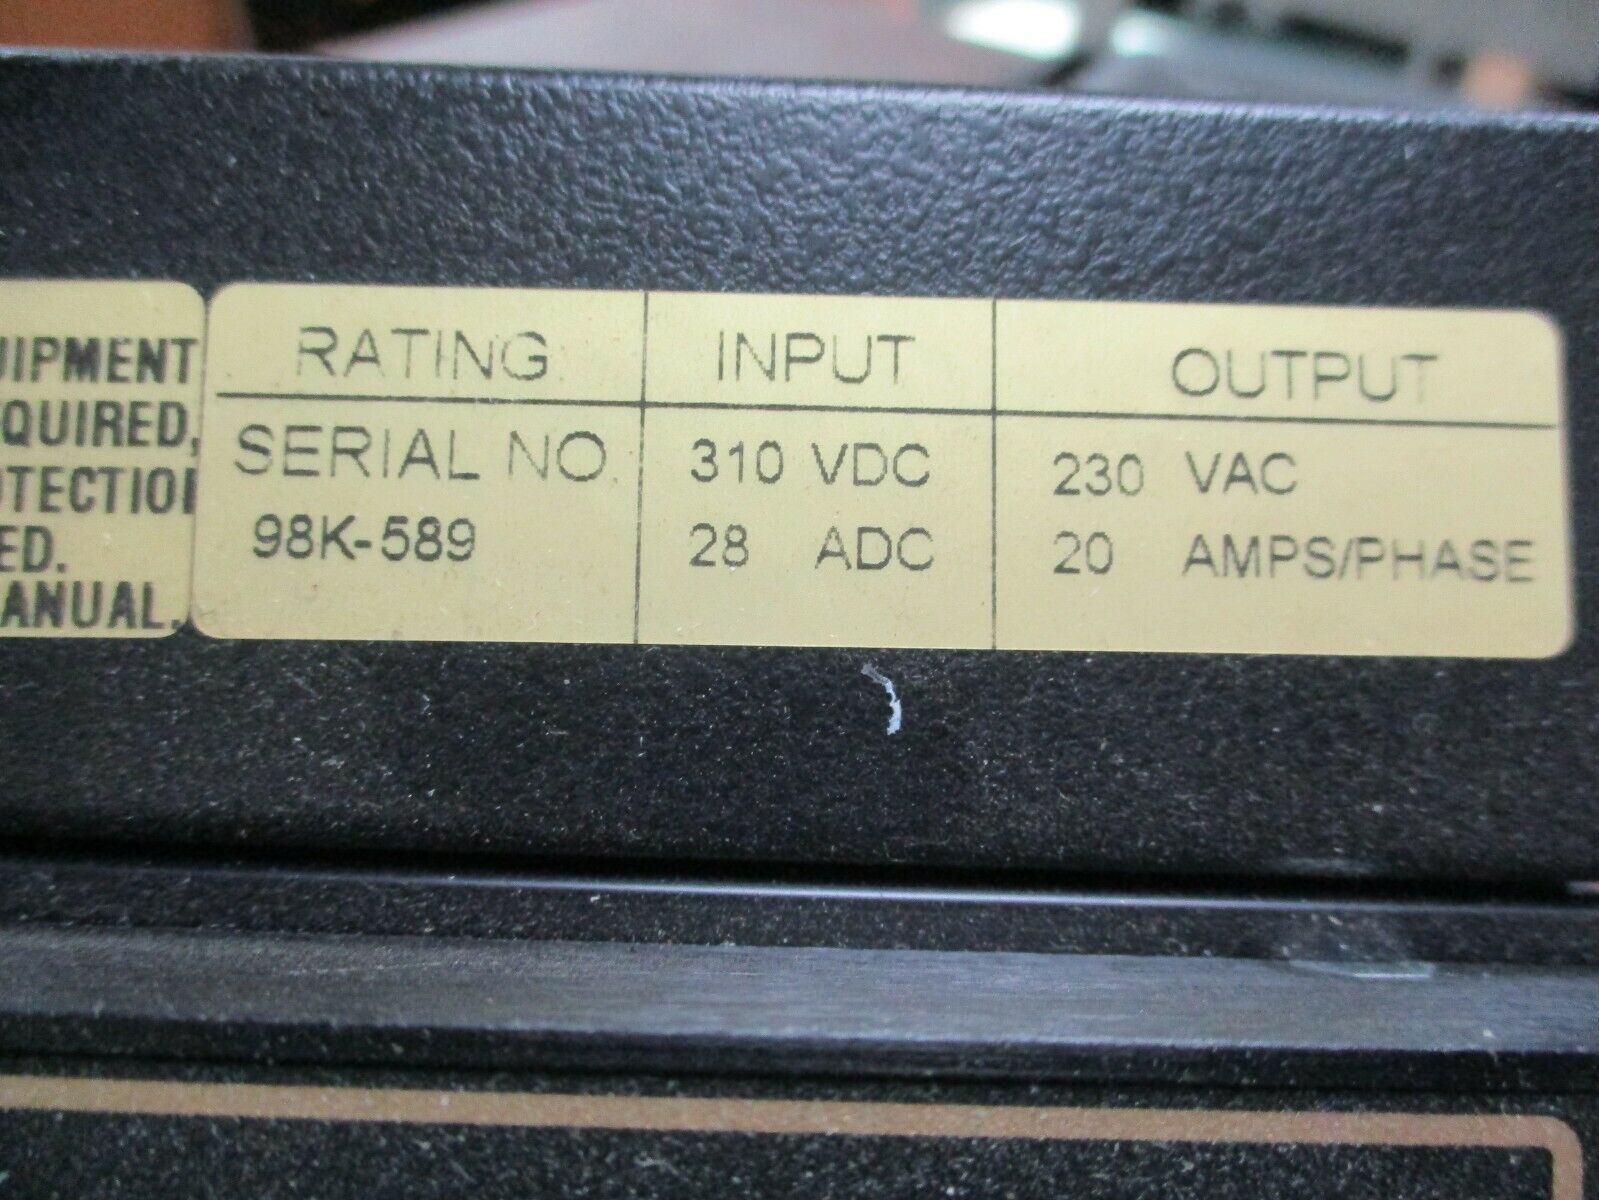 UIPMENT
QUIRED,
OTECTION
ED.
ANUAL.
RATING INPUT OUTPUT
SERIAL NO. 310 VDC 230 VAC
98K-589 28 ADC 20 AMPS/PHASE